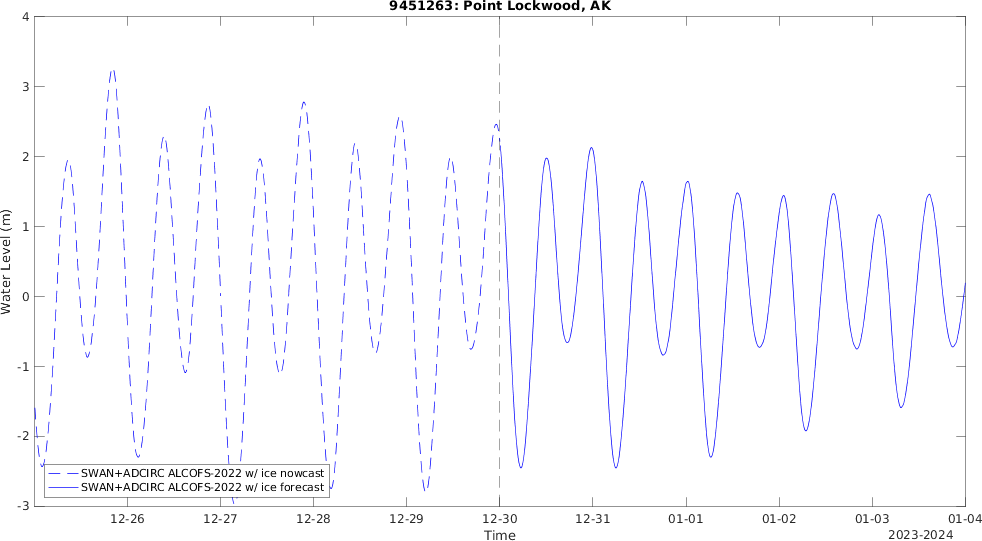 9451263: Point Lockwood, AK
4
3
2
1
0
-1
-2
-3
Water Level (m)
SWAN+ADCIRC ALCOFS-2022 w/ ice nowcast
SWAN+ADCIRC ALCOFS-2022 w/ ice forecast
12-26 12-27 12-28 12-29 12-30 12-31 01-01 01-02 01-03 01-04
Time
2023-2024